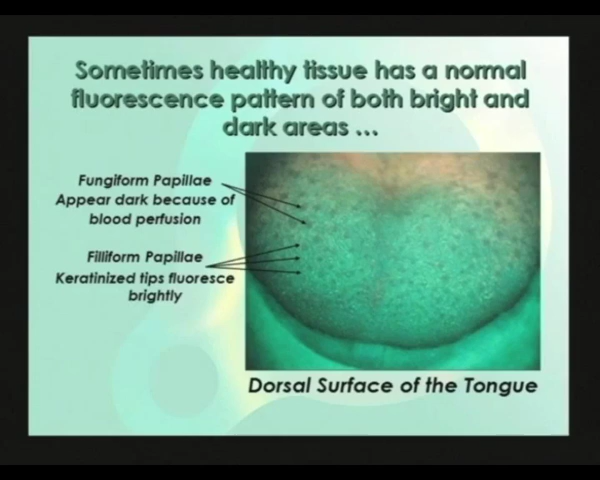 Sometimes healthy tissue has a normal
fluorescence pattern of both bright and
dark areas ...
Fungiform Papillae
Appear dark because of
blood perfusion
Filliform Papillae
Keratinized tips fluoresce
brightly
Dorsal Surface of the Tongue